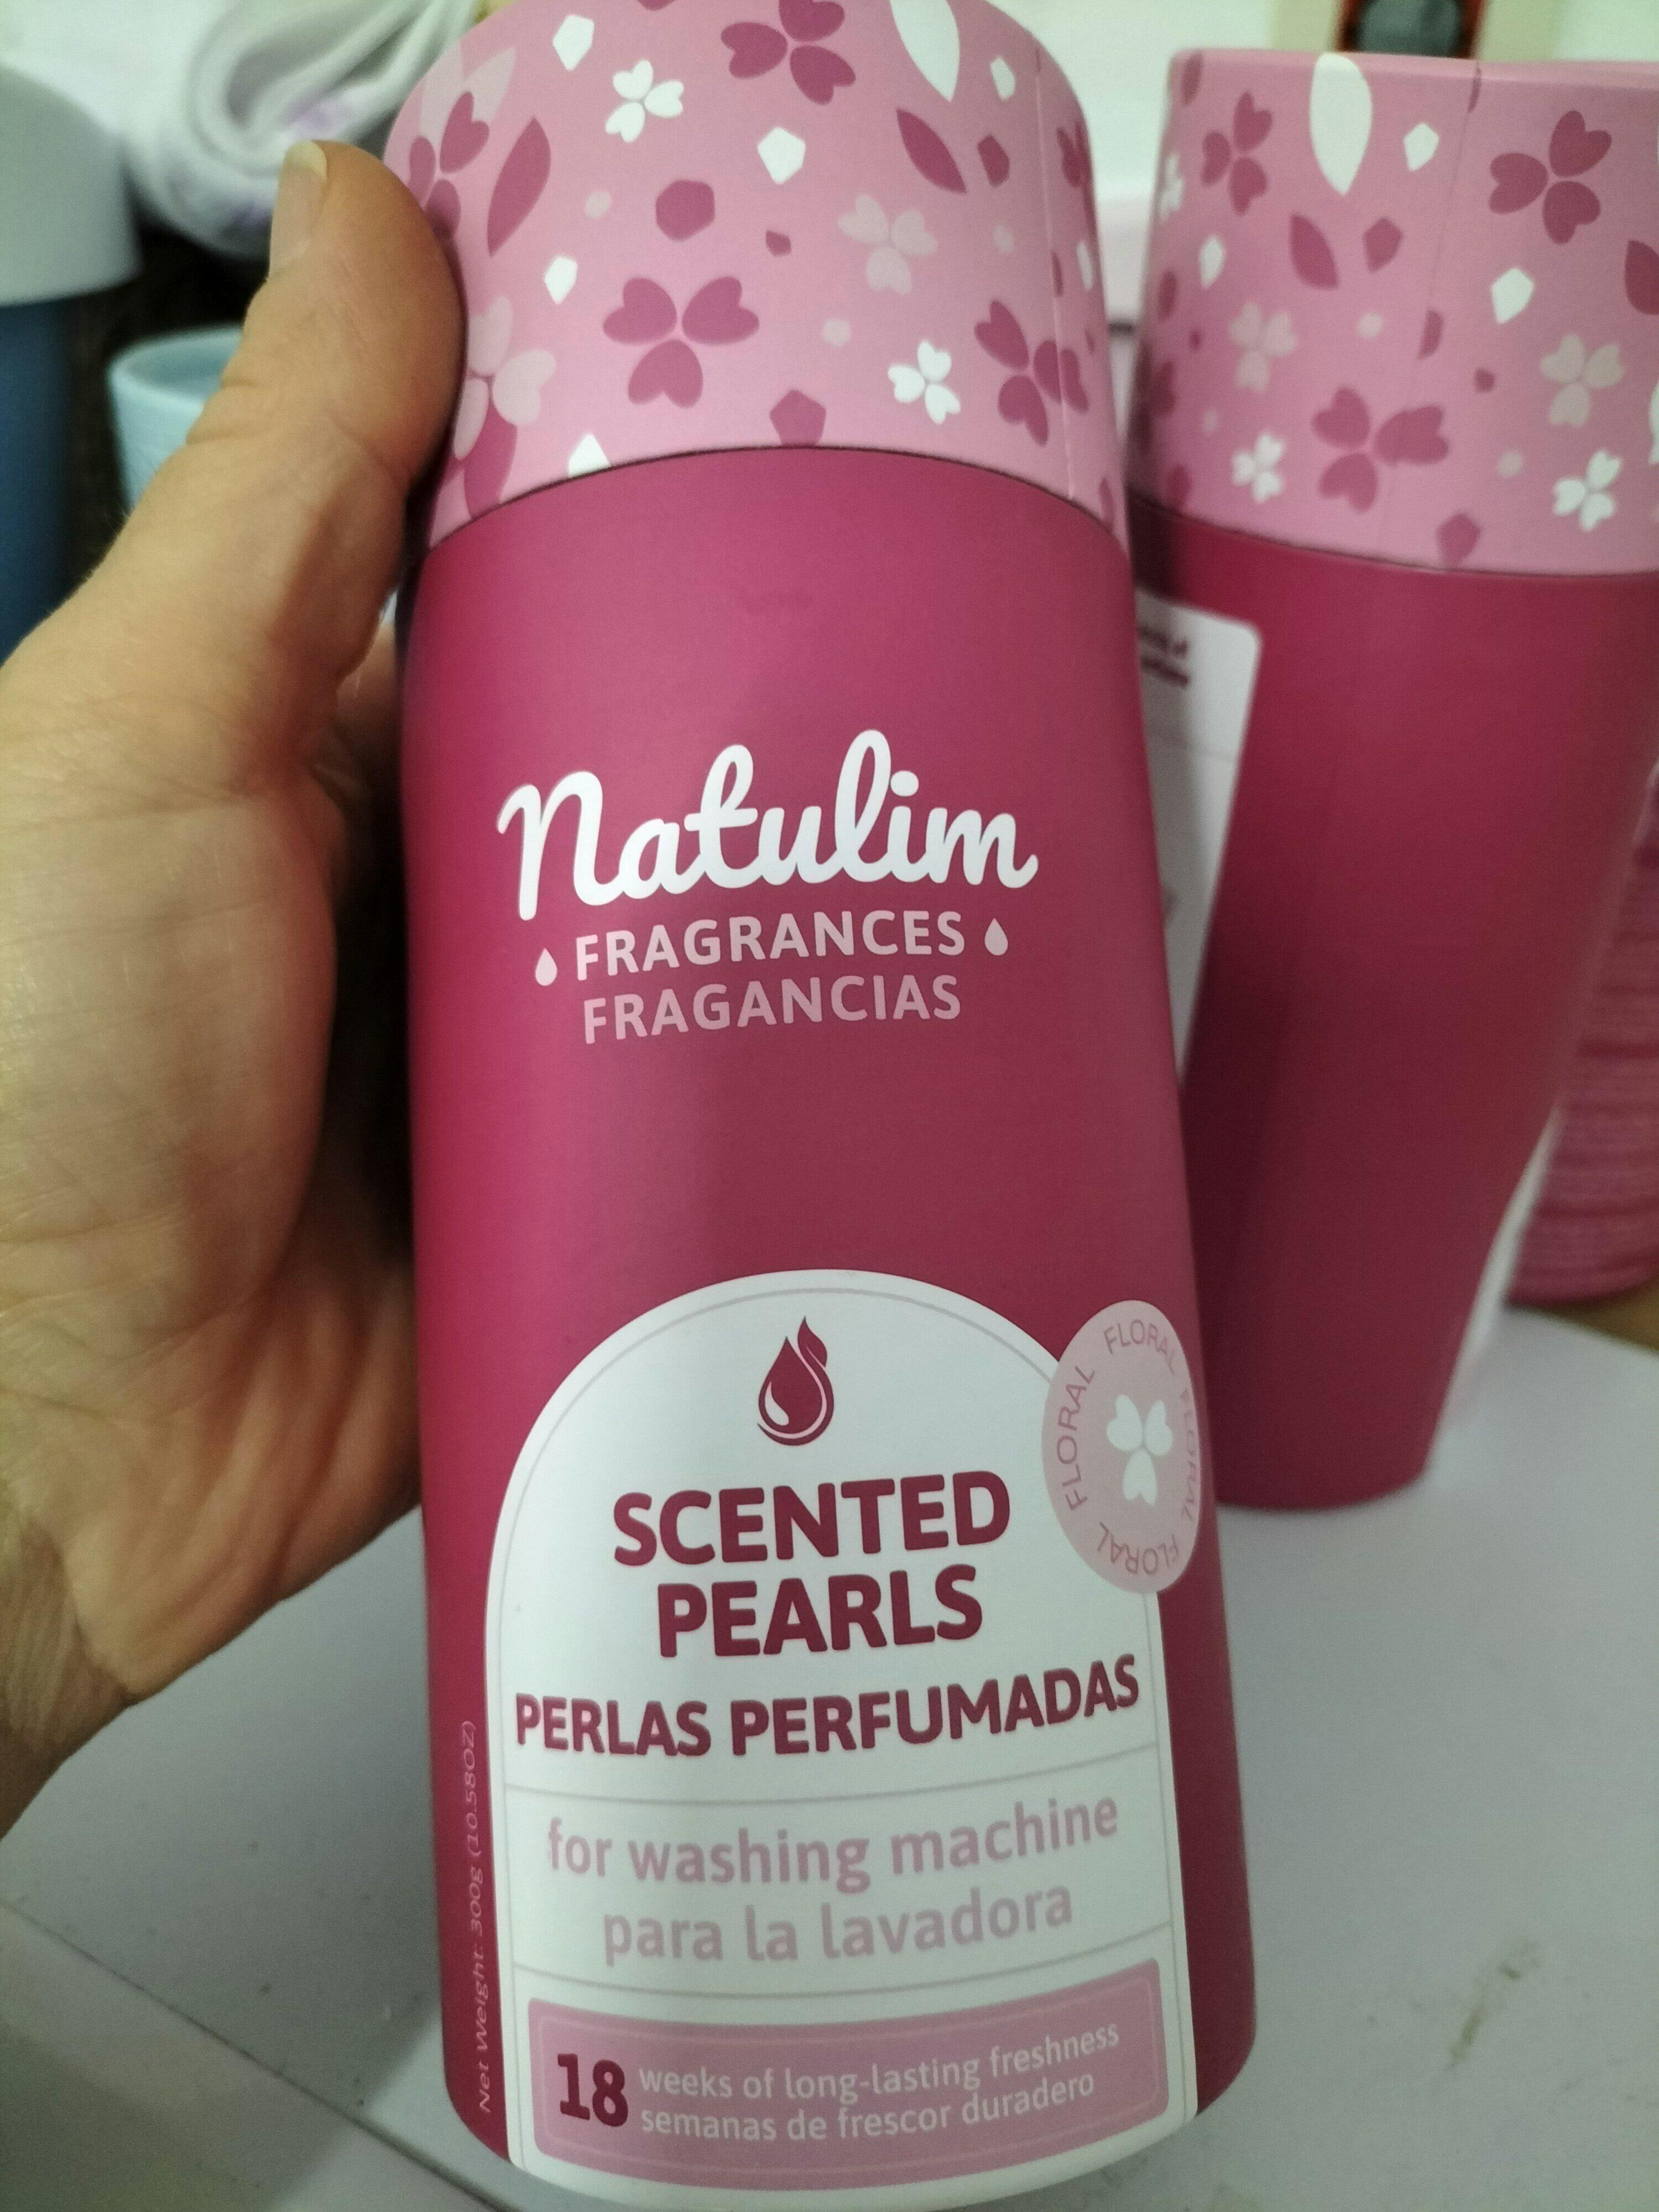 Natulim
FRAGRANCES
FRAGANCIAS
FLORAL FLORAL FLORAL FLORAL
SCENTED
PEARLS
PERLAS PERFUMADAS
for washing machine
para la lavadora
18 weeks of long-lasting freshness
semanas de frescor duradero
Net Weight: 300g (10.58OZ)